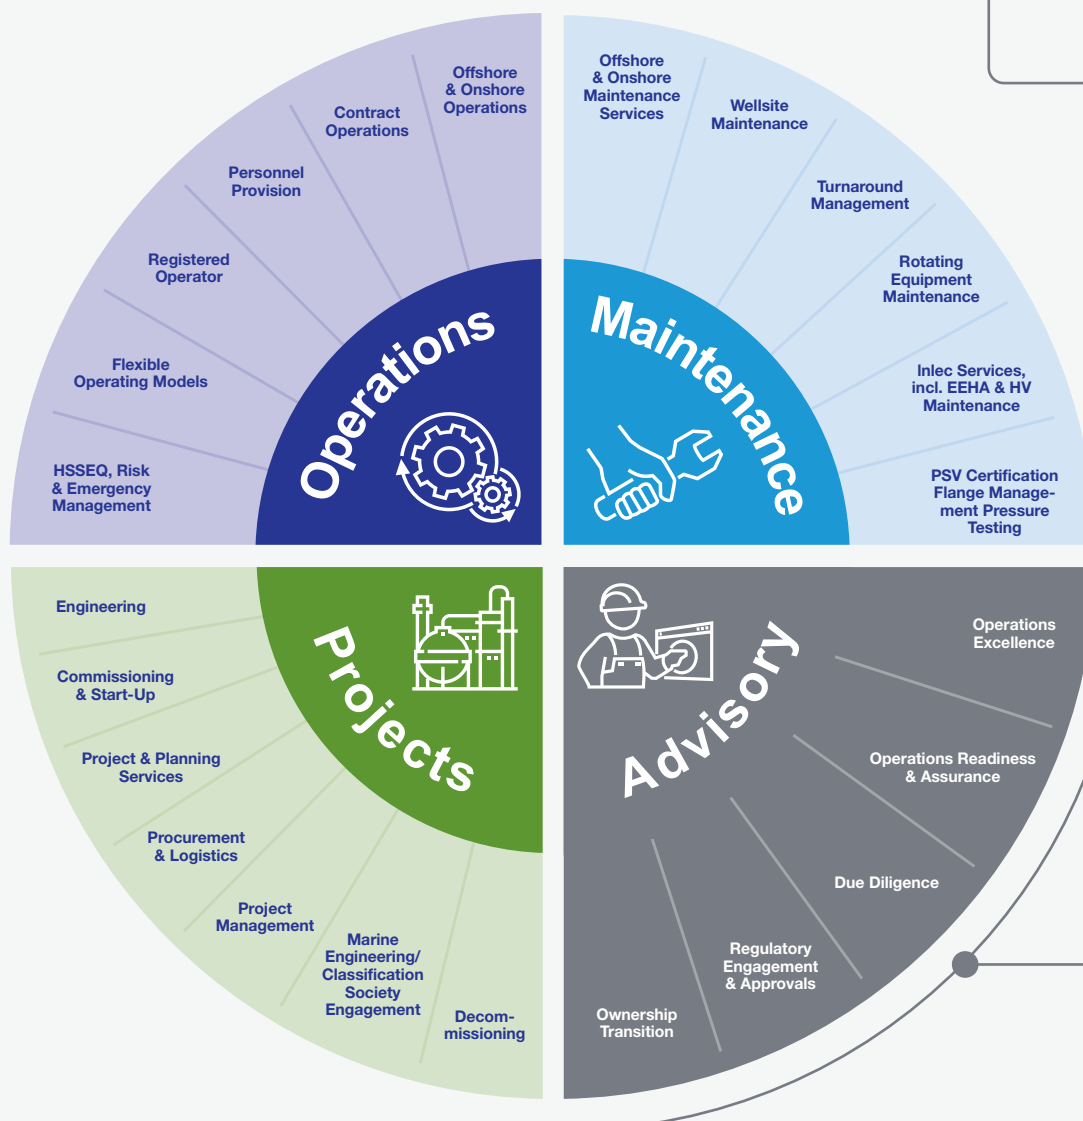 Operations
Offshore
& Onshore
Operations
Contract
Operations
Personnel
Provision
Registered
Operator
Flexible
Operating Models
HSSEQ, Risk
& Emergency
Management
Maintenance
Offshore
& Onshore
Maintenance
Services
Wellsite
Maintenance
Turnaround
Management
Rotating
Equipment
Maintenance
Inlec Services,
incl. EEHA & HV
Maintenance
PSV Certification
Flange Manage-
ment Pressure
Testing
Projects
Engineering
Commissioning
& Start-Up
Project & Planning
Services
Procurement
& Logistics
Project
Management
Marine
Engineering/
Classification
Society
Engagement
Decom-
missioning
Advisory
Operations
Excellence
Operations Readiness
& Assurance
Due Diligence
Regulatory
Engagement
& Approvals
Ownership
Transition